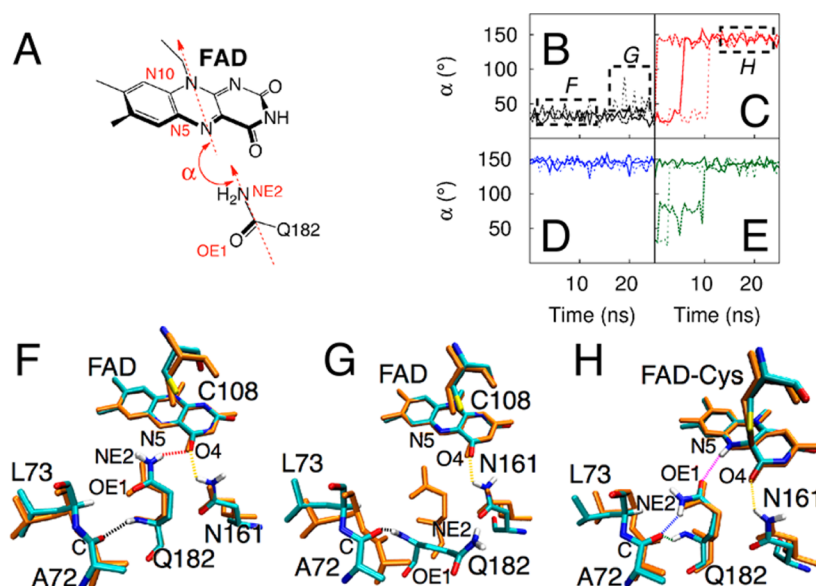 A
FAD
N10
N
N
O
NH
N5
N
O
α
H2N
NE2
O
Q182
OE1
α (°)
150
100
50
B
F
G
H
C
α (°)
150
100
50
D
E
10
20
10
20
Time (ns)
Time (ns)
F
FAD
C108
N5
O4
NE2
L73
OE1
N161
C
A72
Q182
G
FAD
C108
N5
O4
N161
L73
NE2
C
A72
OE1
Q182
H
FAD-Cys
N5
OE1
O4
L73
NE2
N161
C
A72
Q182